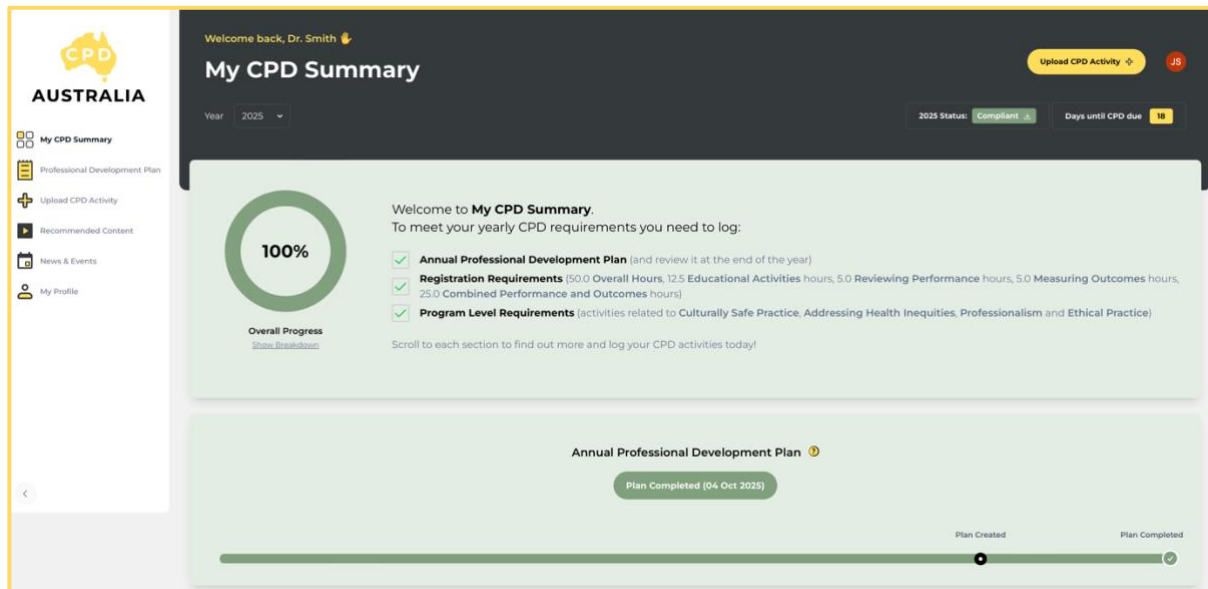 CPD
AUSTRALIA
My CPD Summary
Professional Development Plan
Upload CPD Activity
Recommended Content
News & Events
My Profile
Welcome back, Dr. Smith
My CPD Summary
Upload CPD Activity
JS
Year 2025
2025 Status: Compliant
Days until CPD due 18
100%
Overall Progress
Show Breakdown
Welcome to My CPD Summary.
To meet your yearly CPD requirements you need to log:
Annual Professional Development Plan (and review it at the end of the year)
Registration Requirements (50.0 Overall Hours, 12.5 Educational Activities hours, 5.0 Reviewing Performance hours, 5.0 Measuring Outcomes hours,
25.0 Combined Performance and Outcomes hours)
Program Level Requirements (activities related to Culturally Safe Practice, Addressing Health Inequities, Professionalism and Ethical Practice)
Scroll to each section to find out more and log your CPD activities today!
Annual Professional Development Plan ?
Plan Completed (04 Oct 2025)
Plan Created
Plan Completed